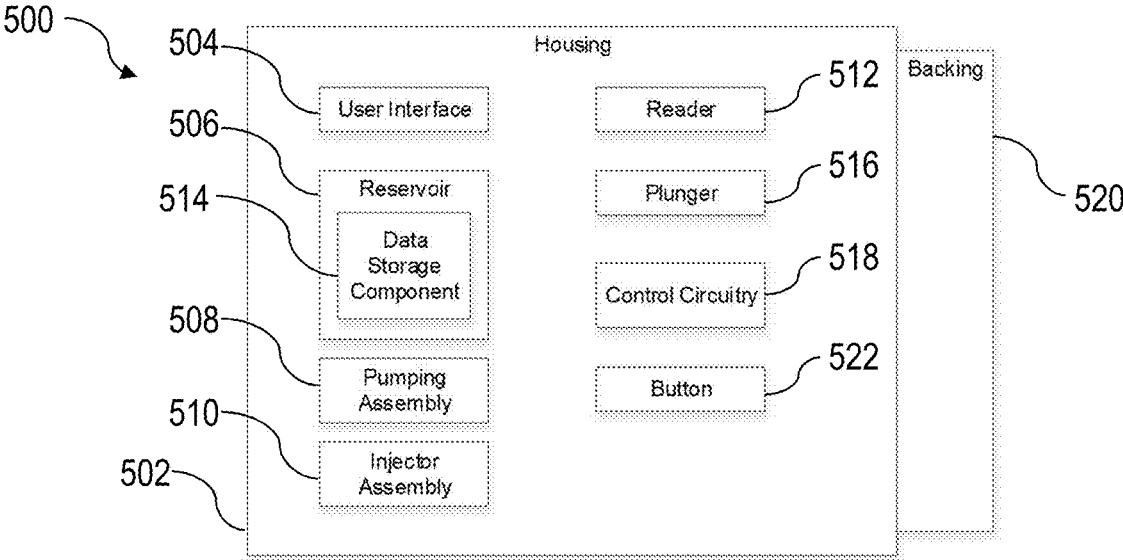 500
504
Housing
512
Backing
User Interface
Reader
506
516
Reservoir
Plunger
514
520
Data
Storage
Component
518
Control Circuitry
508
522
Pumping
Assembly
Button
510
Injector
Assembly
502